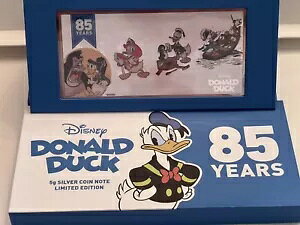 85
YEARS
DONALD
DUCK
Disney
DONALD
DUCK
5g SILVER COIN NOTE
LIMITED EDITION
85
YEARS